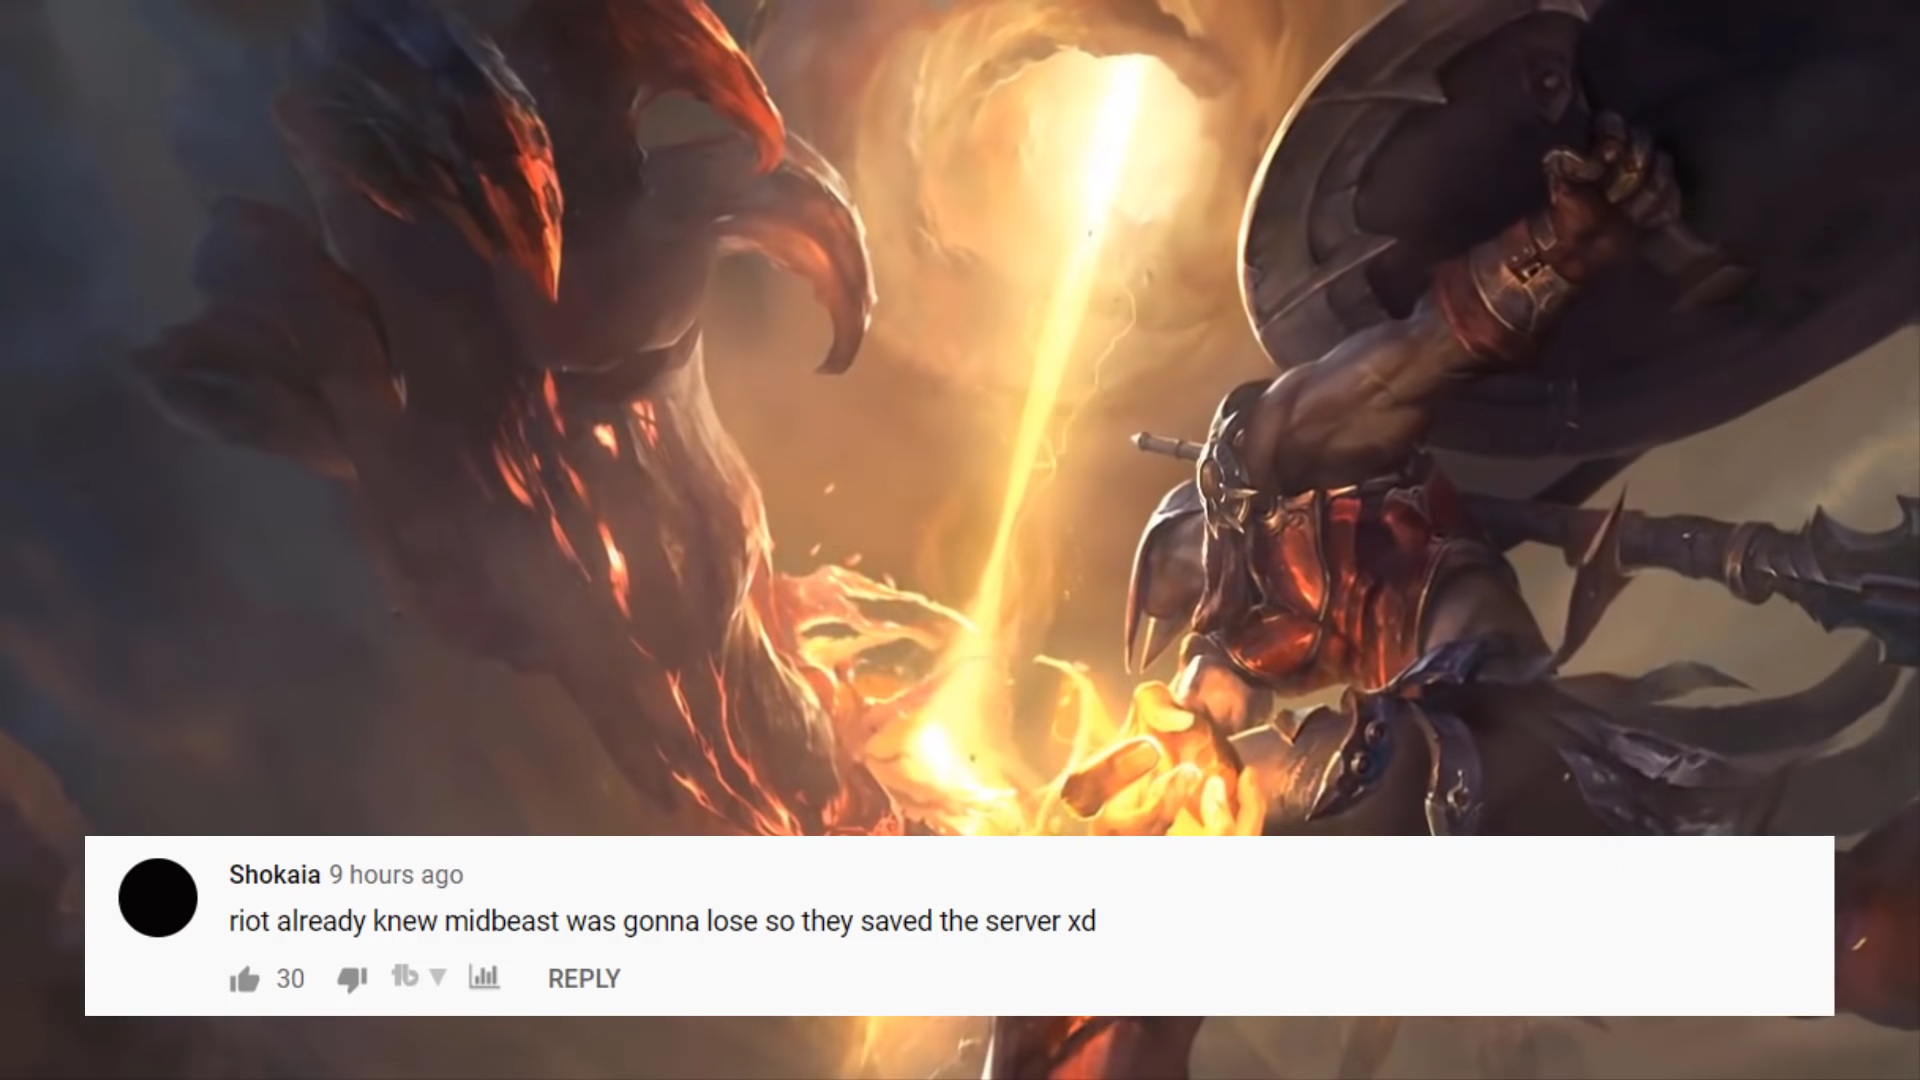 Shokaia 9 hours ago
riot already knew midbeast was gonna lose so they saved the server xd
30 REPLY